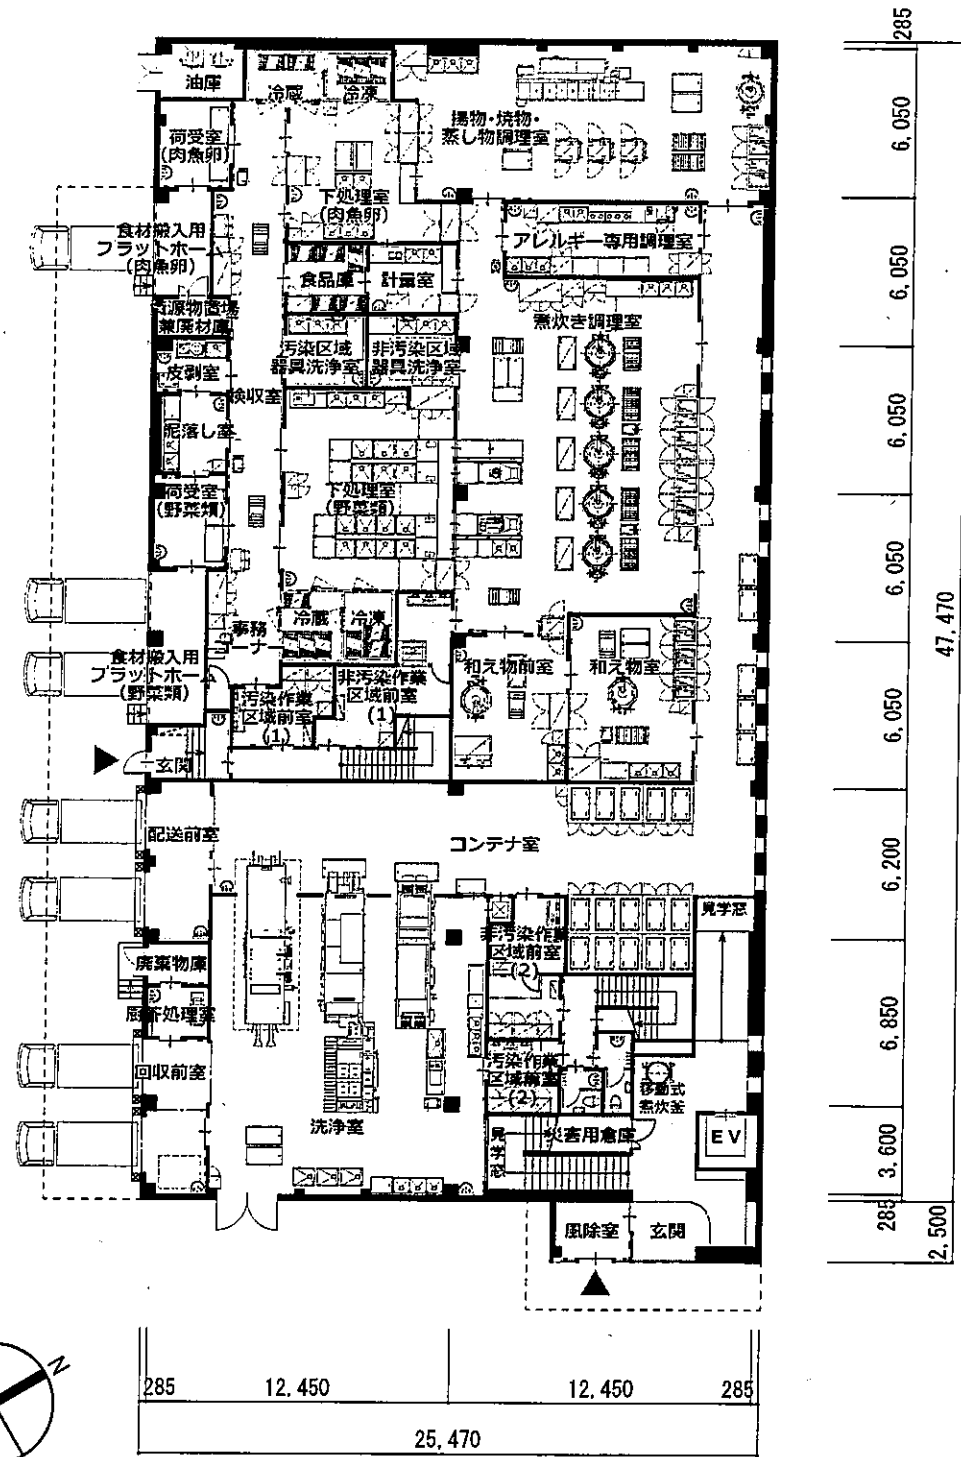 285
油庫
冷蔵
冷凍
揚物・焼物・
蒸し物調理室
6,050
荷受室
(肉魚卵)
下処理室
(肉魚卵)
食材搬入用
プラットホーム
(肉魚卵)
アレルギー専用調理室
6,050
食品庫
計量室
資源物置場
兼廃材庫
煮炊き調理室
汚染区域
器具洗浄室
非汚染区域
器具洗浄室
皮剥室
検収室
泥落し室
6,050
荷受室
(野菜類)
下処理室
(野菜類)
6,050
47,470
冷蔵
冷凍
事務
コーナー
食材搬入用
プラットホーム
(野菜類)
汚染作業
区域前室
(1)
非汚染作業
区域前室
(1)
和え物前室
和え物室
6,050
玄関
配送前室
コンテナ室
6,200
見学窓
非汚染作業
区域前室
(2)
廃棄物庫
厨芥処理室
6,850
回収前室
汚染作業
区域前室
(2)
移動式
煮炊釜
洗浄室
見学窓
災害用倉庫
EV
3,600
285
風除室
玄関
2,500
N
285
12,450
12,450
285
25,470